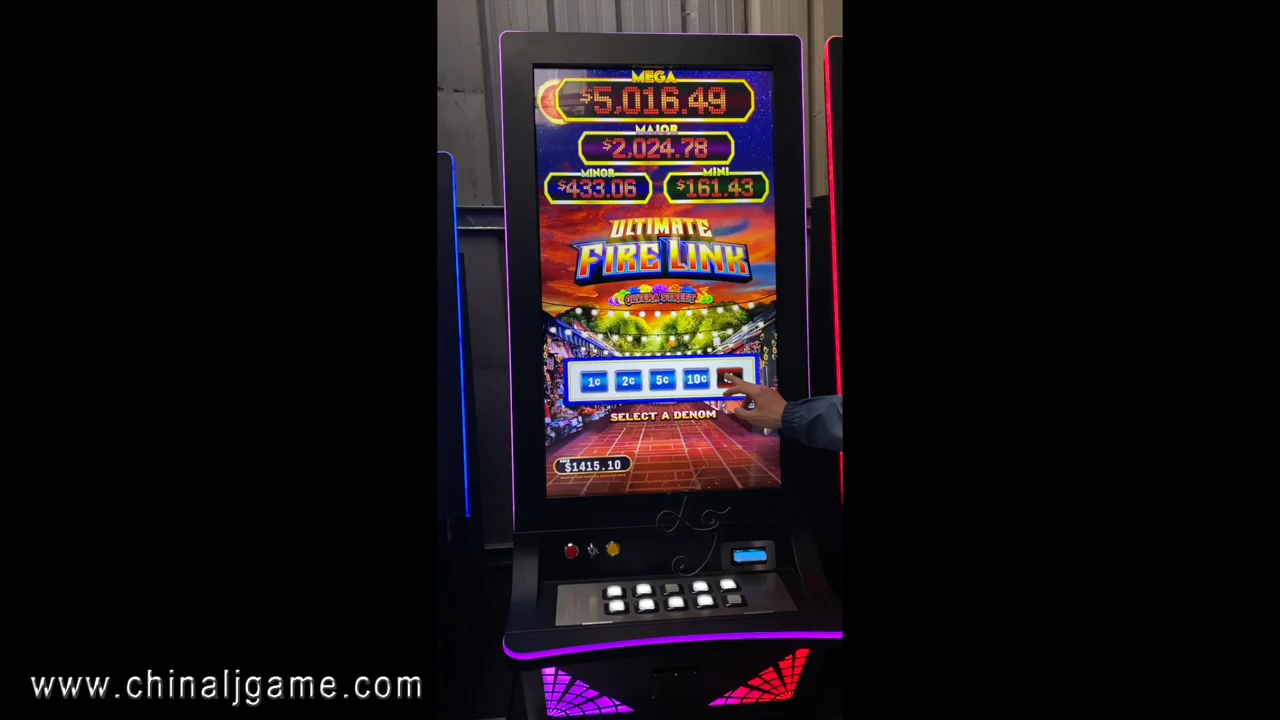 MEGA
$5,016.49
MAJOR
$2,024.78
MINOR
MINI
$433.06
$161.43
ULTIMATE
FIRE LINK
OLVERA STREET
1¢ 2¢ 5¢ 10¢
SELECT A DENOM
$1415.10
www.chinaljgame.com